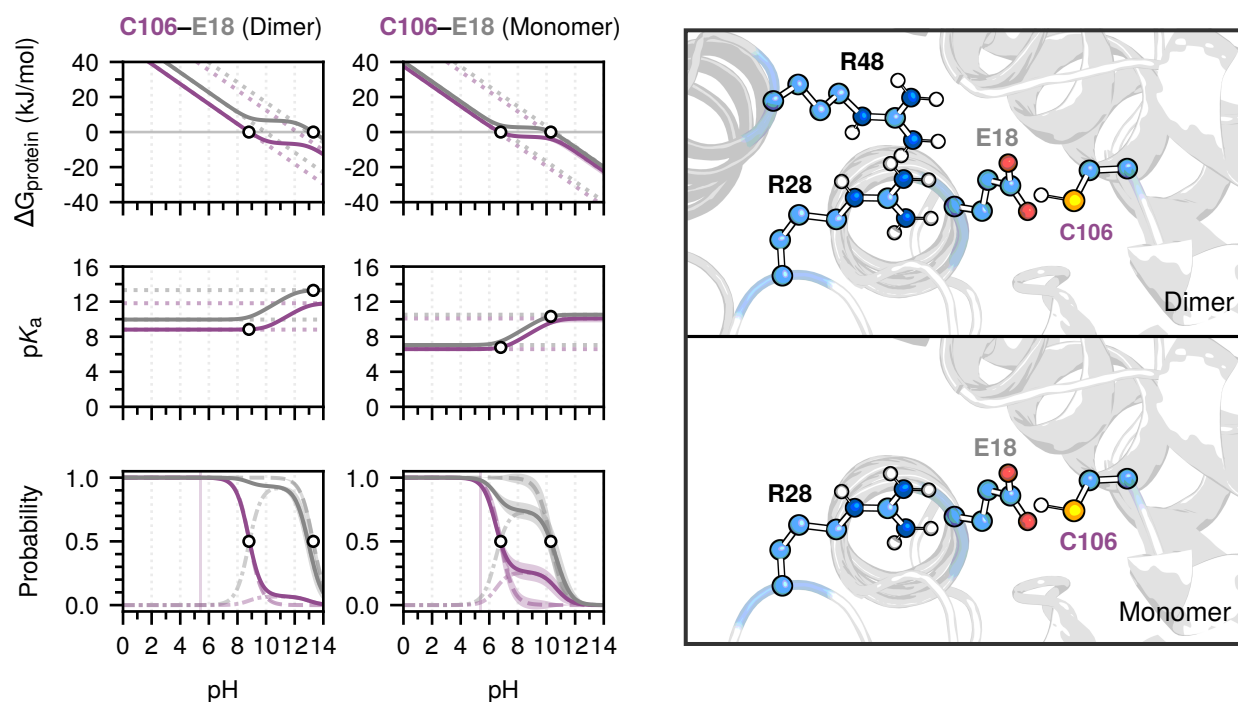 C106–E18 (Dimer)
C106–E18 (Monomer)
ΔGprotein (kJ/mol)
40
20
0
-20
-40
40
20
0
-20
-40
pKa
16
12
8
4
0
16
12
8
4
0
Probability
1.0
0.5
0.0
1.0
0.5
0.0
0 2 4 6 8 10 12 14
0 2 4 6 8 10 12 14
pH
pH
R48
E18
R28
C106
Dimer
E18
R28
C106
Monomer